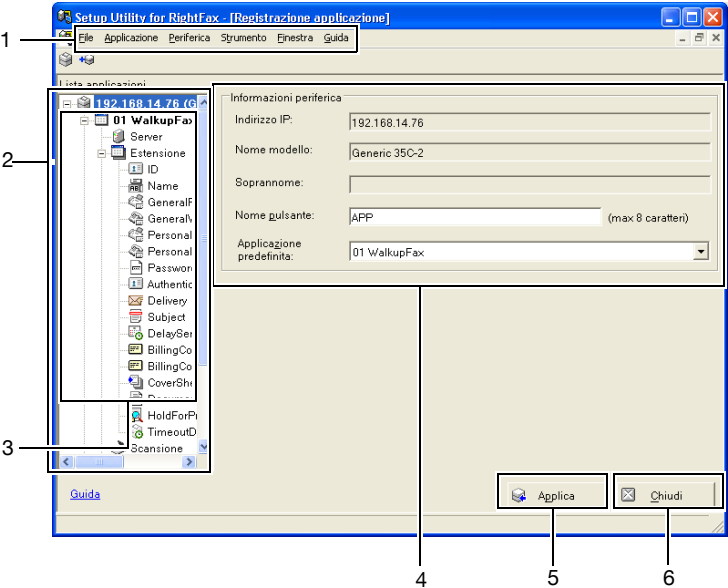 Setup Utility for RightFax - [Registrazione applicazione]
1
File Applicazione Periferica Strumento Finestra Guida
Lista applicazioni
192.168.14.76 (G
01 WalkupFax
Server
2
Estensione
ID
Name
GeneralF
GeneralV
Personal
Personal
Password
Authentic
Delivery
Subject
DelaySer
BillingCo
BillingCo
CoverShe
HoldForPr
TimeoutD
3
Scansione
Informazioni periferica
Indirizzo IP: 192.168.14.76
Nome modello: Generic 35C-2
Soprannome:
Nome pulsante: APP (max 8 caratteri)
Applicazione
predefinita: 01 WalkupFax
Guida
Applica
Chiudi
4
5
6